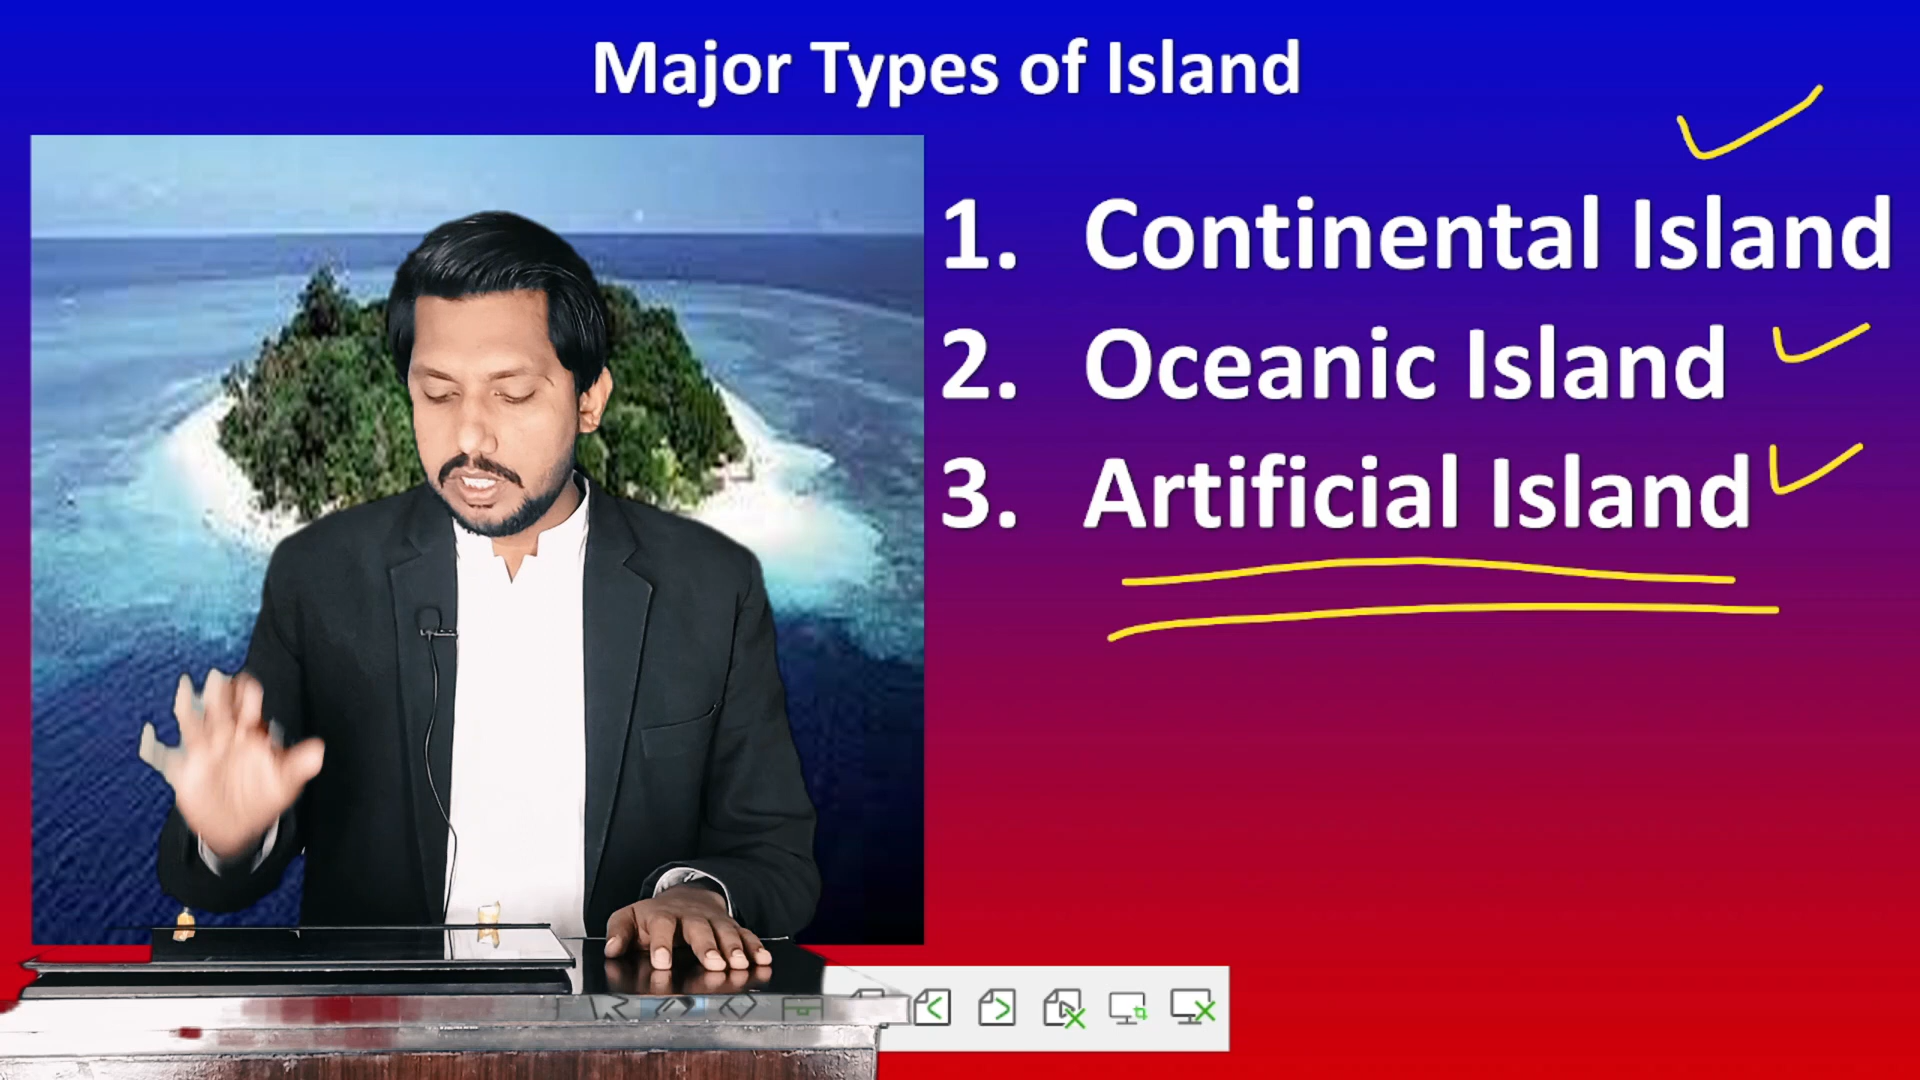 Major Types of Island
1. Continental Island
2. Oceanic Island
3. Artificial Island